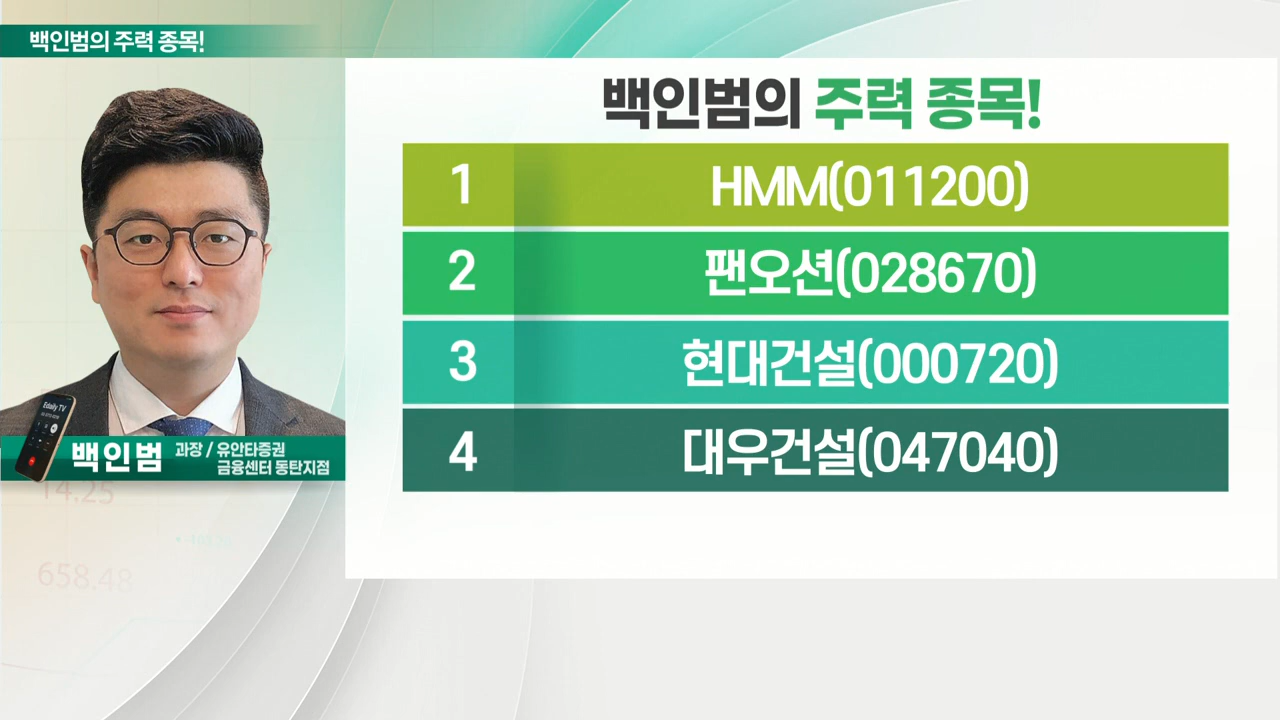 백인범의 주력 종목!
백인범의 주력 종목!
1 HMM(011200)
2 팬오션(028670)
3 현대건설(000720)
4 대우건설(047040)
Edaily TV
백인범 과장 / 유안타증권
금융센터 동탄지점
14.25
658.48